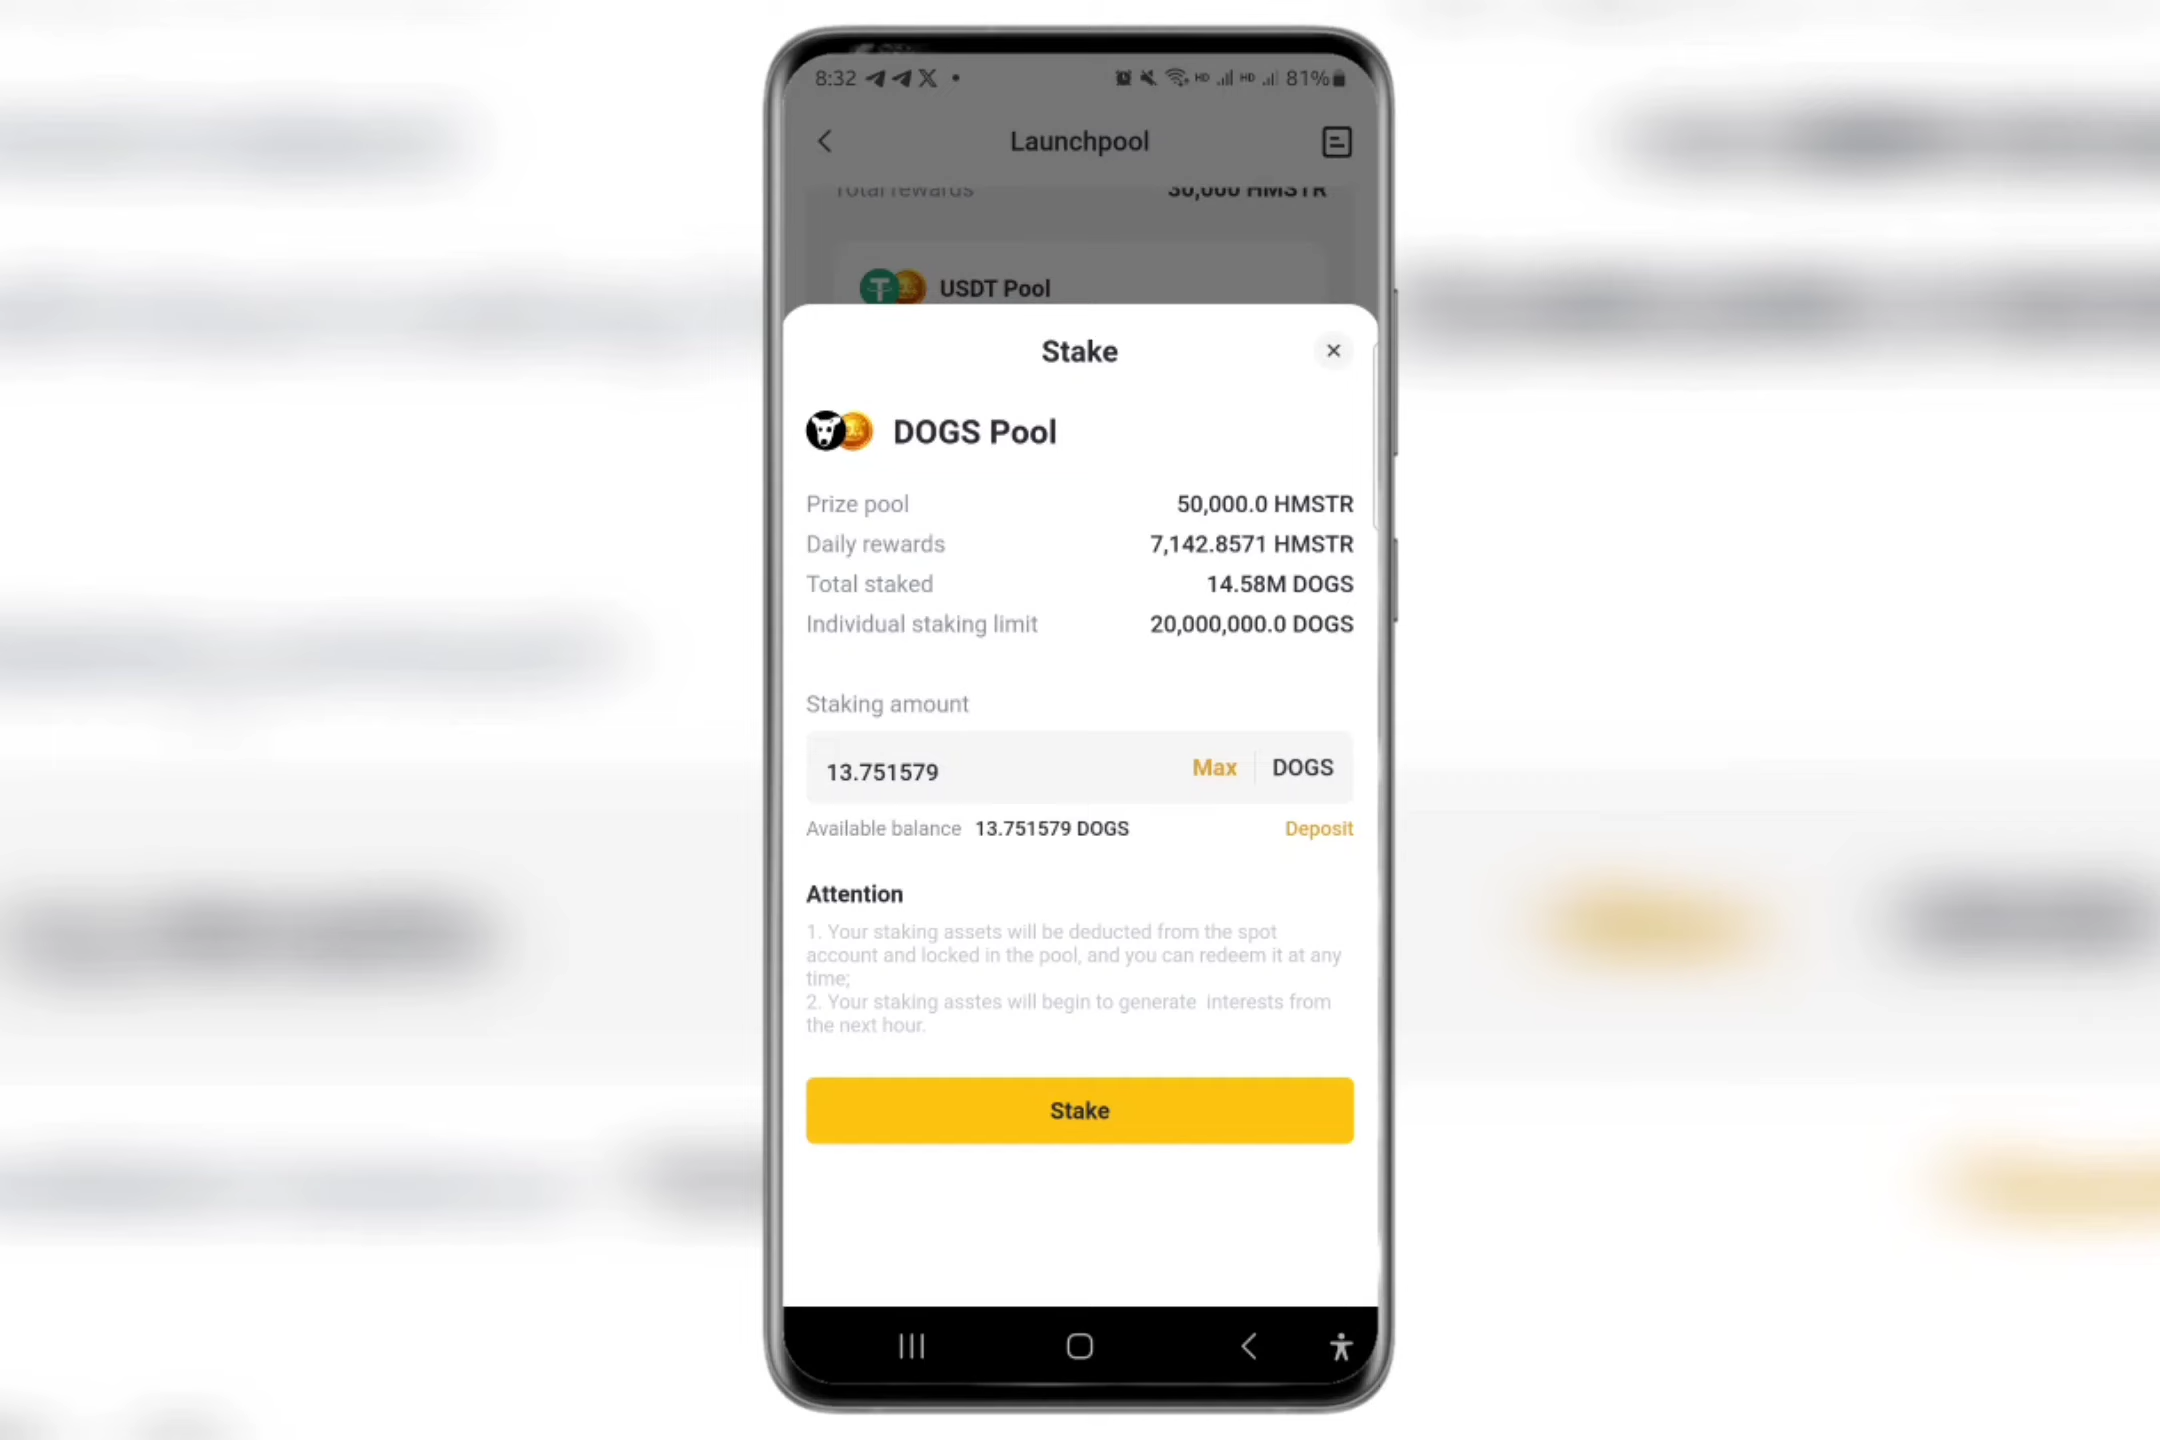 8:32
HD HD 81%
Launchpool
Total rewards 30,000 HMSTR
USDT Pool
Stake
DOGS Pool
Prize pool 50,000.0 HMSTR
Daily rewards 7,142.8571 HMSTR
Total staked 14.58M DOGS
Individual staking limit 20,000,000.0 DOGS
Staking amount
13.751579 Max DOGS
Available balance 13.751579 DOGS Deposit
Attention
1. Your staking assets will be deducted from the spot
account and locked in the pool, and you can redeem it at any
time;
2. Your staking asstes will begin to generate interests from
the next hour.
Stake